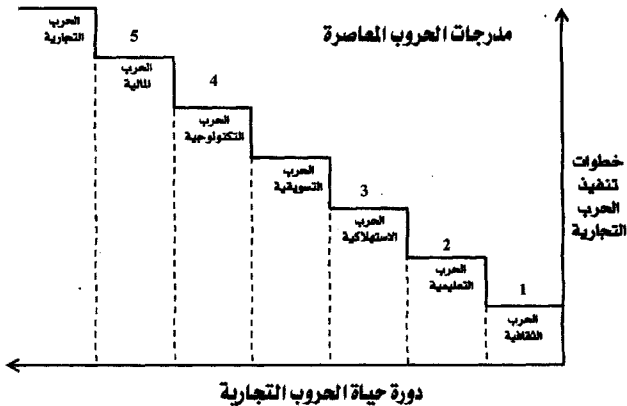 مدرجات الحروب المعاصرة
خطوات
تنفيذ
الحرب
التجارية
1
الحرب
الثقافية
2
الحرب
التعليمية
3
الحرب
الاستهلاكية
الحرب
التسويقية
4
الحرب
التكنولوجية
5
الحرب
المالية
الحرب
التجارية
دورة حياة الحروب التجارية